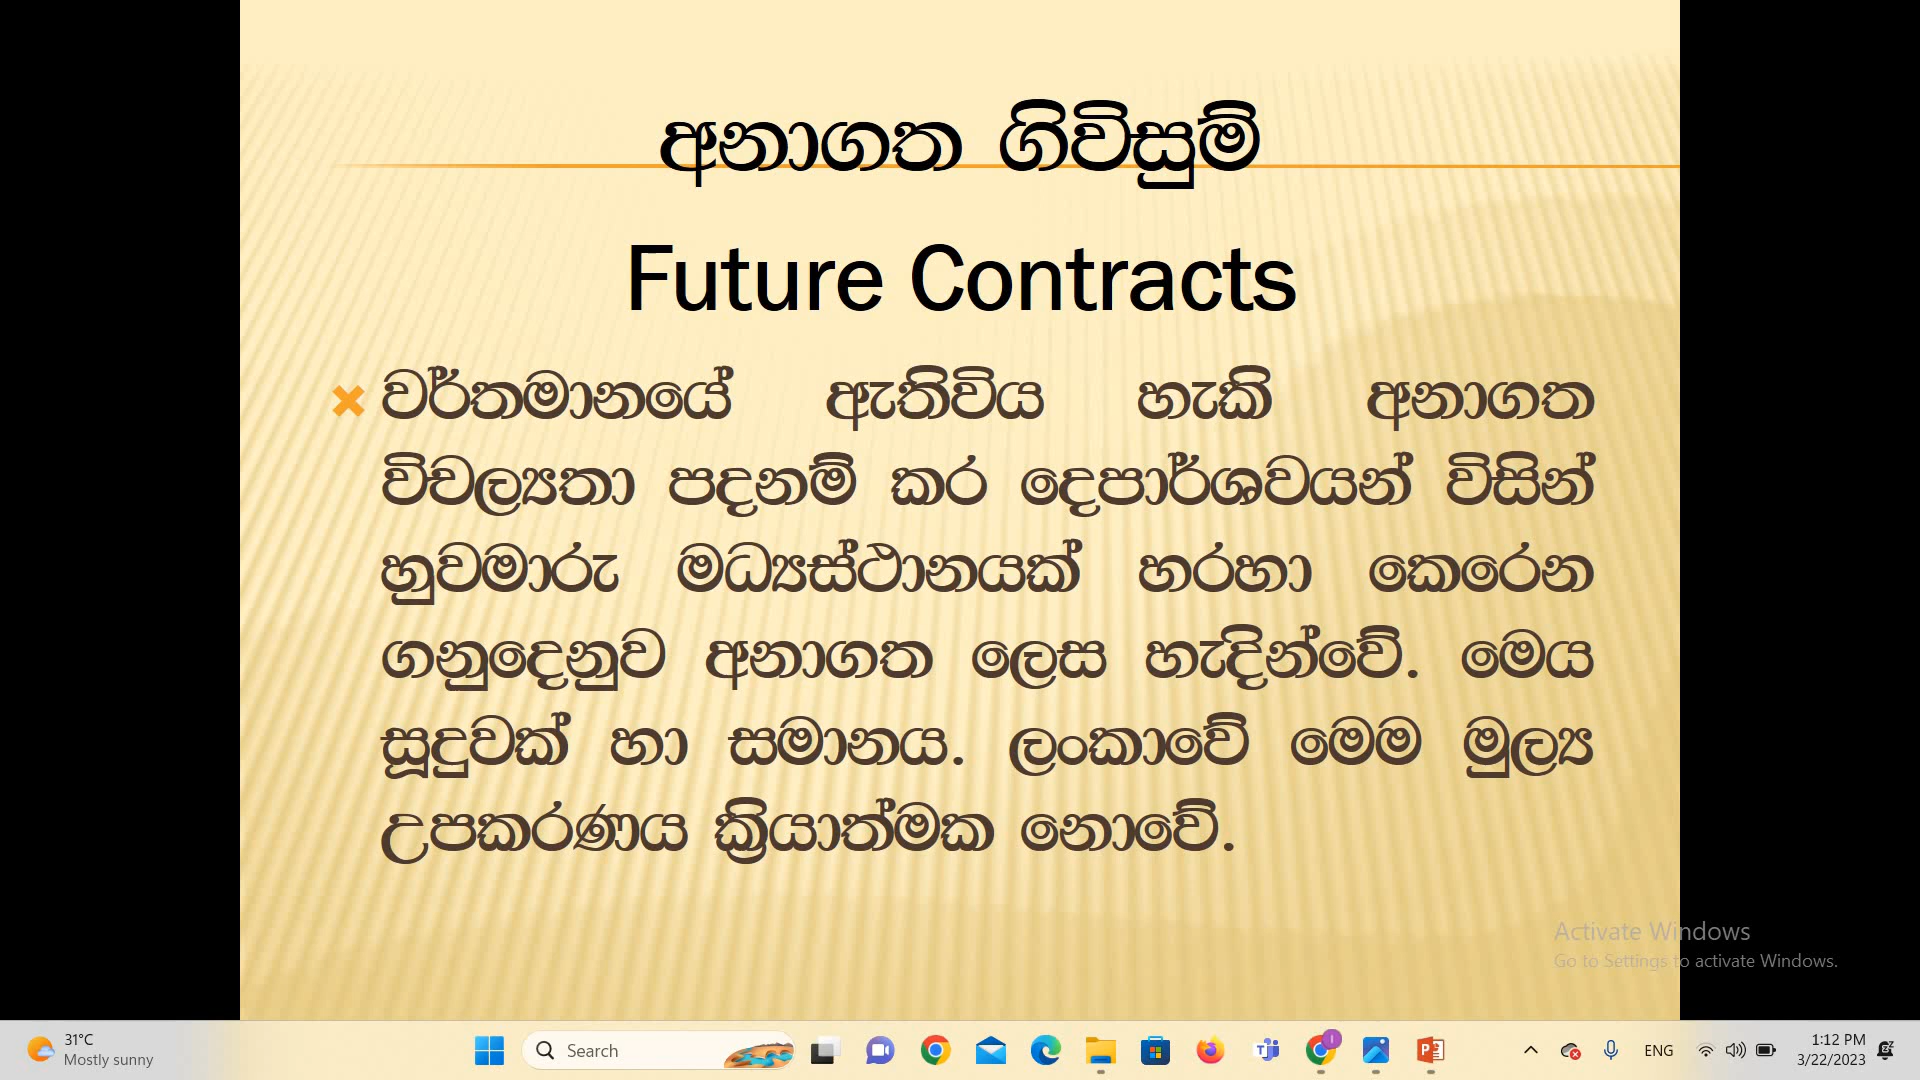 අනාගත ගිවිසුම්
Future Contracts
වර්තමානයේ ඇතිවිය හැකි අනාගත
විචල්‍යතා පදනම් කර දෙපාර්ශවයන් විසින්
හුවමාරු මධ්‍යස්ථානයක් හරහා කෙරෙන
ගනුදෙනුව අනාගත ලෙස හැදින්වේ. මෙය
සූදුවක් හා සමානය. ලංකාවේ මෙම මුල්‍ය
උපකරණය ක්‍රියාත්මක නොවේ.
Activate Windows
Go to Settings to activate Windows.
31°C
Mostly sunny
Search
ENG
1:12 PM
3/22/2023